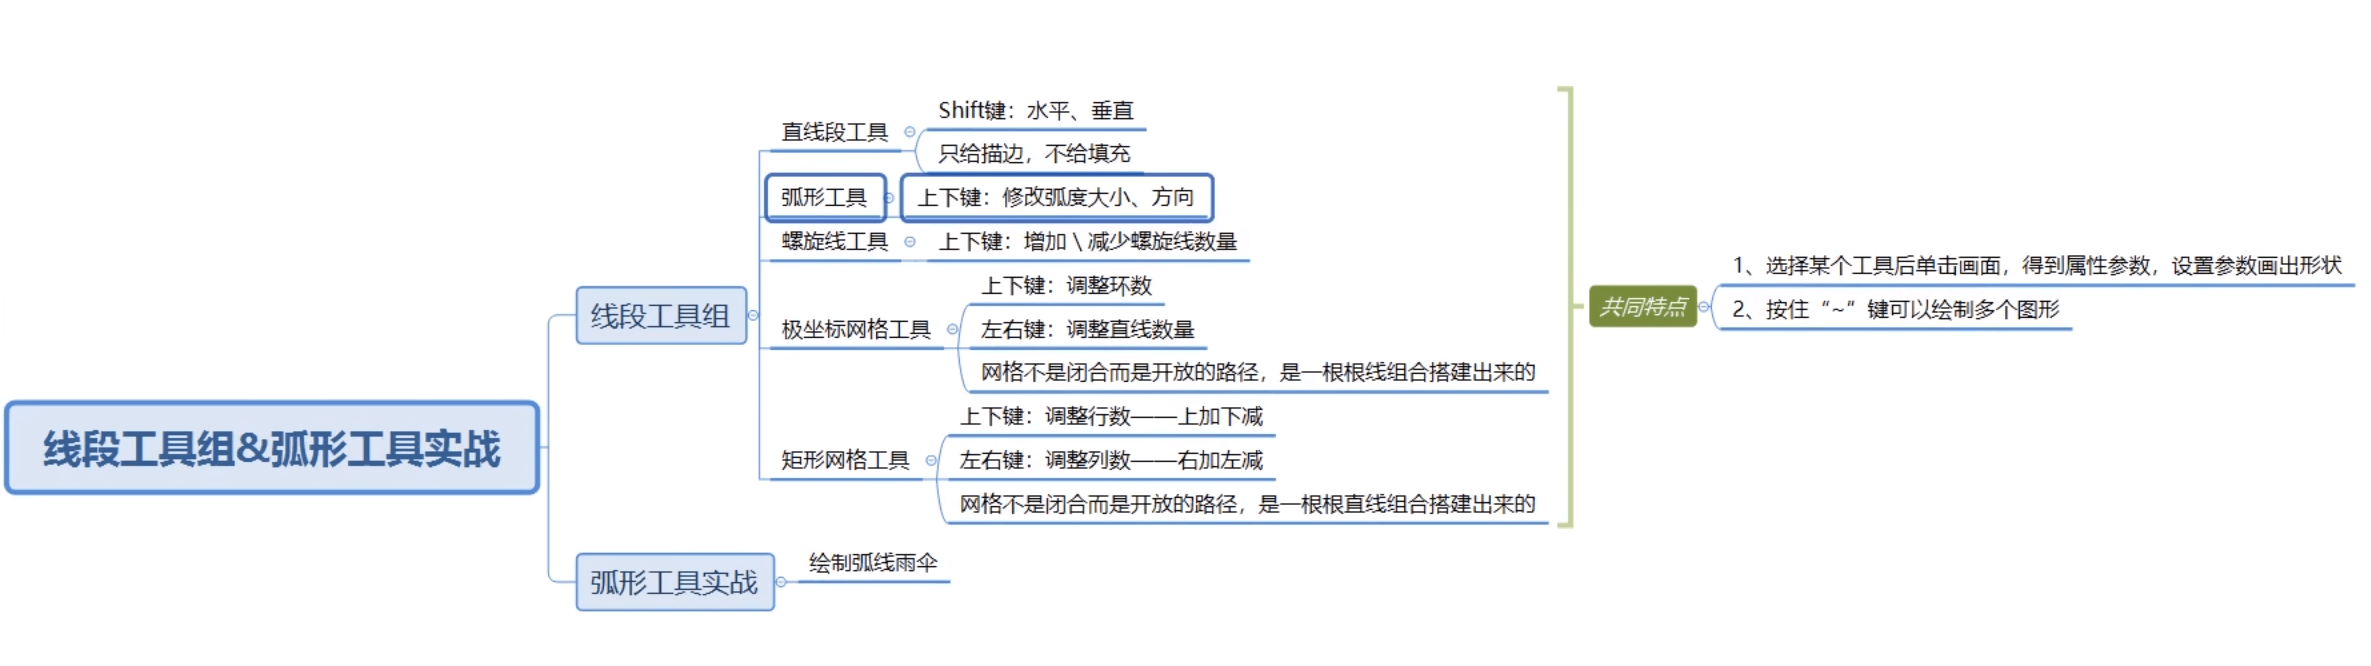 线段工具组&弧形工具实战
线段工具组
直线段工具
Shift键：水平、垂直
只给描边，不给填充
弧形工具
上下键：修改弧度大小、方向
螺旋线工具
上下键：增加 \ 减少螺旋线数量
极坐标网格工具
上下键：调整环数
左右键：调整直线数量
网格不是闭合而是开放的路径，是一根根线组合搭建出来的
矩形网格工具
上下键：调整行数——上加下减
左右键：调整列数——右加左减
网格不是闭合而是开放的路径，是一根根直线组合搭建出来的
共同特点
1、选择某个工具后单击画面，得到属性参数，设置参数画出形状
2、按住“~”键可以绘制多个图形
弧形工具实战
绘制弧线雨伞